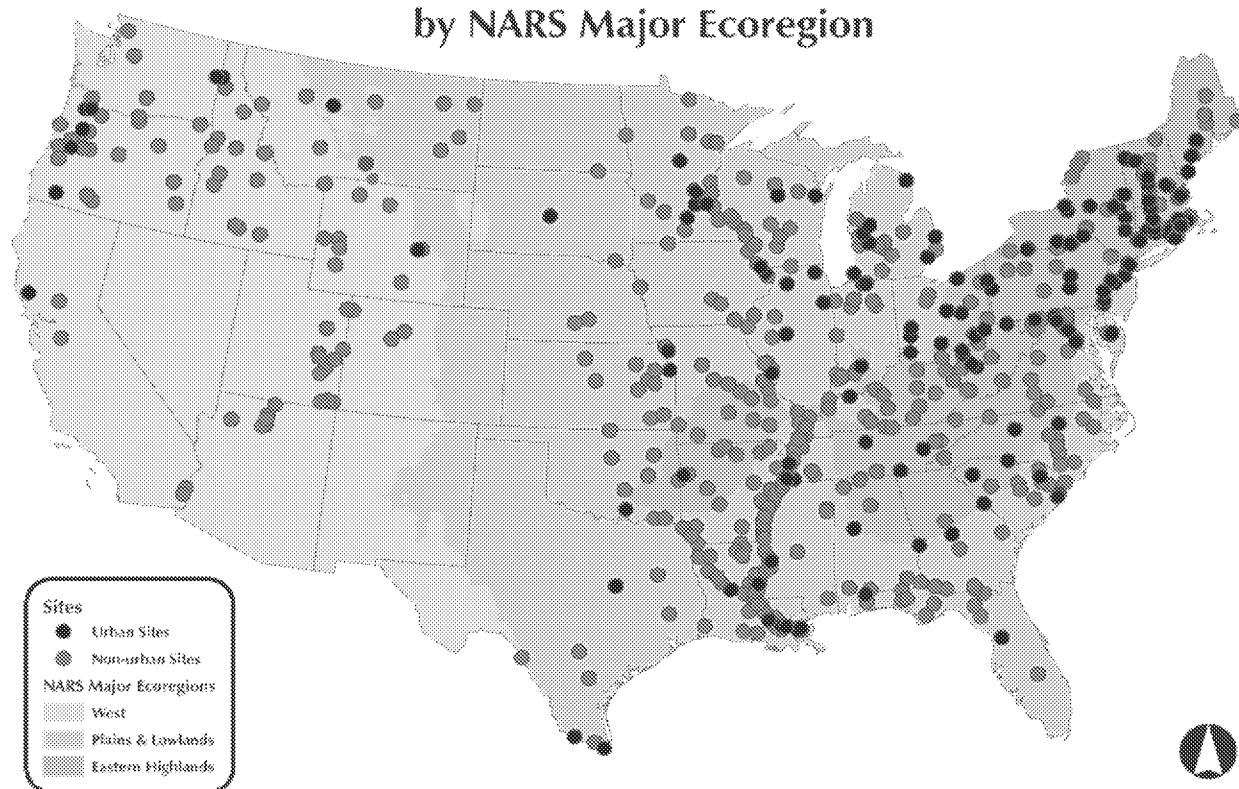 by NARS Major Ecoregion
Sites
Urban Sites
Non-urban Sites
NARS Major Ecoregions
West
Plains & Lowlands
Eastern Highlands